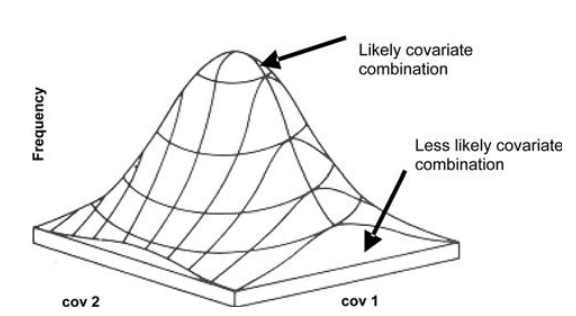 Likely covariate
combination
Frequency
Less likely covariate
combination
cov 2
cov 1